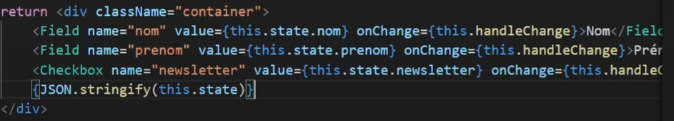 return <div className="container">
<Field name="nom" value={this.state.nom} onChange={this.handleChange}>Nom</Field
<Field name="prenom" value={this.state.prenom} onChange={this.handleChange}>Prén
<Checkbox name="newsletter" value={this.state.newsletter} onChange={this.handleC
{JSON.stringify(this.state)}
</div>